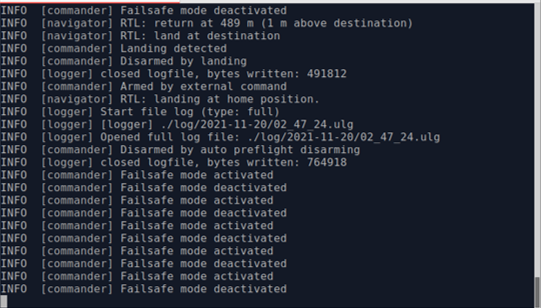 INFO [commander] Failsafe mode deactivated
INFO [navigator] RTL: return at 489 m (1 m above destination)
INFO [navigator] RTL: land at destination
INFO [commander] Landing detected
INFO [commander] Disarmed by landing
INFO [logger] closed logfile, bytes written: 491812
INFO [commander] Armed by external command
INFO [navigator] RTL: landing at home position.
INFO [logger] Start file log (type: full)
INFO [logger] [logger] ./log/2021-11-20/02_47_24.ulg
INFO [logger] Opened full log file: ./log/2021-11-20/02_47_24.ulg
INFO [commander] Disarmed by auto preflight disarming
INFO [logger] closed logfile, bytes written: 764918
INFO [commander] Failsafe mode activated
INFO [commander] Failsafe mode deactivated
INFO [commander] Failsafe mode activated
INFO [commander] Failsafe mode activated
INFO [commander] Failsafe mode activated
INFO [commander] Failsafe mode deactivated
INFO [commander] Failsafe mode activated
INFO [commander] Failsafe mode deactivated
INFO [commander] Failsafe mode activated
INFO [commander] Failsafe mode deactivated